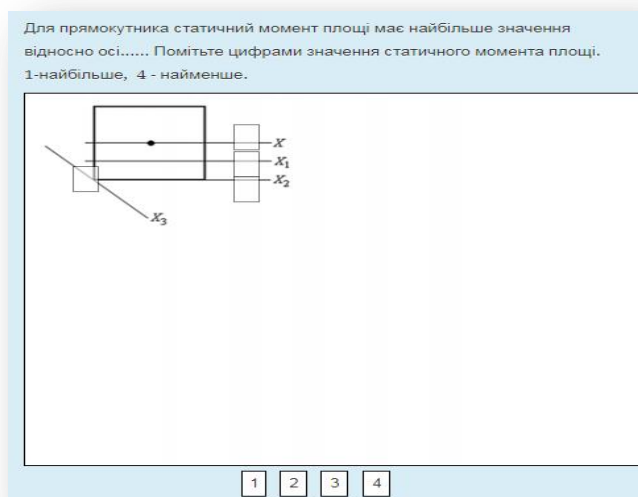 Для прямокутника статичний момент площі має найбільше значення
відносно осі...... Помітьте цифрами значення статичного момента площі.
1-найбільше, 4 - найменше.
X
X₁
X₂
X₃
1 2 3 4